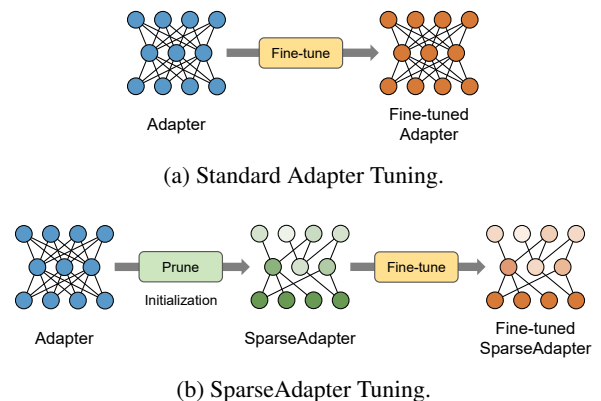 Fine-tune
Adapter
Fine-tuned
Adapter
(a) Standard Adapter Tuning.
Prune
Fine-tune
Initialization
Adapter
SparseAdapter
Fine-tuned
SparseAdapter
(b) SparseAdapter Tuning.